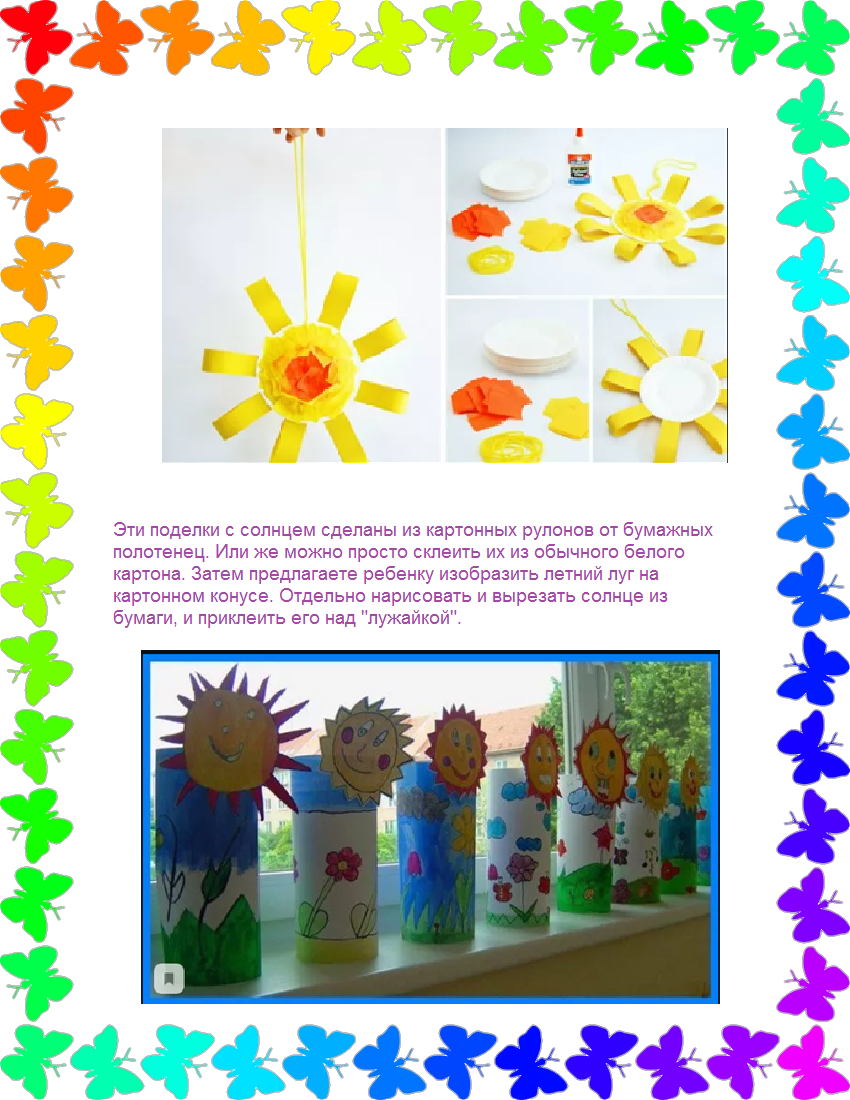 Эти поделки с солнцем сделаны из картонных рулонов от бумажных
полотенец. Или же можно просто склеить их из обычного белого
картона. Затем предлагаете ребенку изобразить летний луг на
картонном конусе. Отдельно нарисовать и вырезать солнце из
бумаги, и приклеить его над "лужайкой".